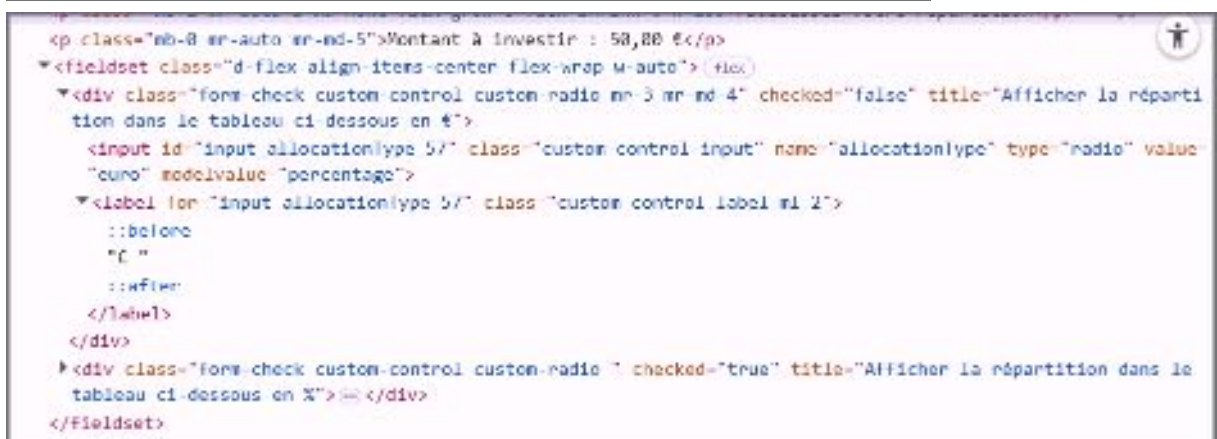 <p class="mb-0 mr-auto mr-md-5">Montant à investir : 50,00 €</p>
▼<fieldset class="d-flex align-items-center flex-wrap w-auto"> flex
▼<div class="form-check custom-control custom-radio mr-3 mr-md-4" checked="false" title="Afficher la réparti
tion dans le tableau ci-dessous en €">
<input id="input-allocationType-57" class="custom-control-input" name="allocationType" type="radio" value=
"euro" modelvalue="percentage">
▼<label for="input-allocationType-57" class="custom-control-label ml-2">
::before
"€ "
::after
</label>
</div>
▶<div class="form-check custom-control custom-radio " checked="true" title="Afficher la répartition dans le
tableau ci-dessous en %"> … </div>
</fieldset>